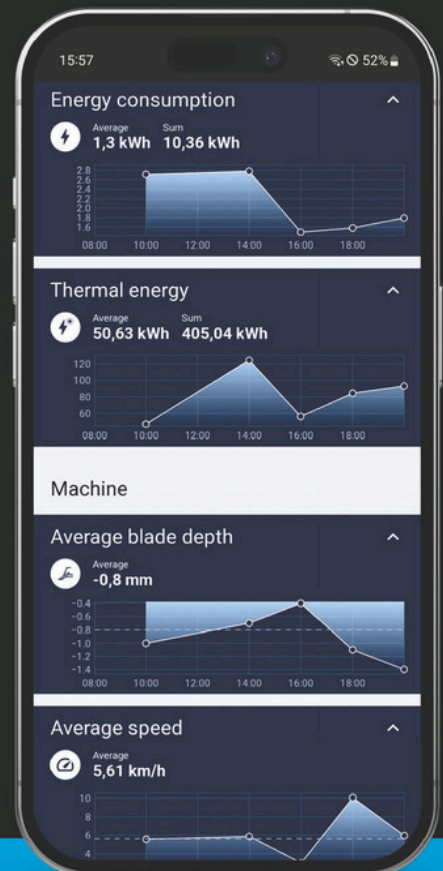 15:57 52%
Energy consumption
Average Sum
1,3 kWh 10,36 kWh
2.8
2.6
2.4
2.2
2.0
1.8
1.6
08:00 10:00 12:00 14:00 16:00 18:00
Thermal energy
Average Sum
50,63 kWh 405,04 kWh
120
100
80
60
08:00 10:00 12:00 14:00 16:00 18:00
Machine
Average blade depth
Average
-0,8 mm
-0.4
-0.6
-0.8
-1.0
-1.2
-1.4
08:00 10:00 12:00 14:00 16:00 18:00
Average speed
Average
5,61 km/h
10
8
6
4